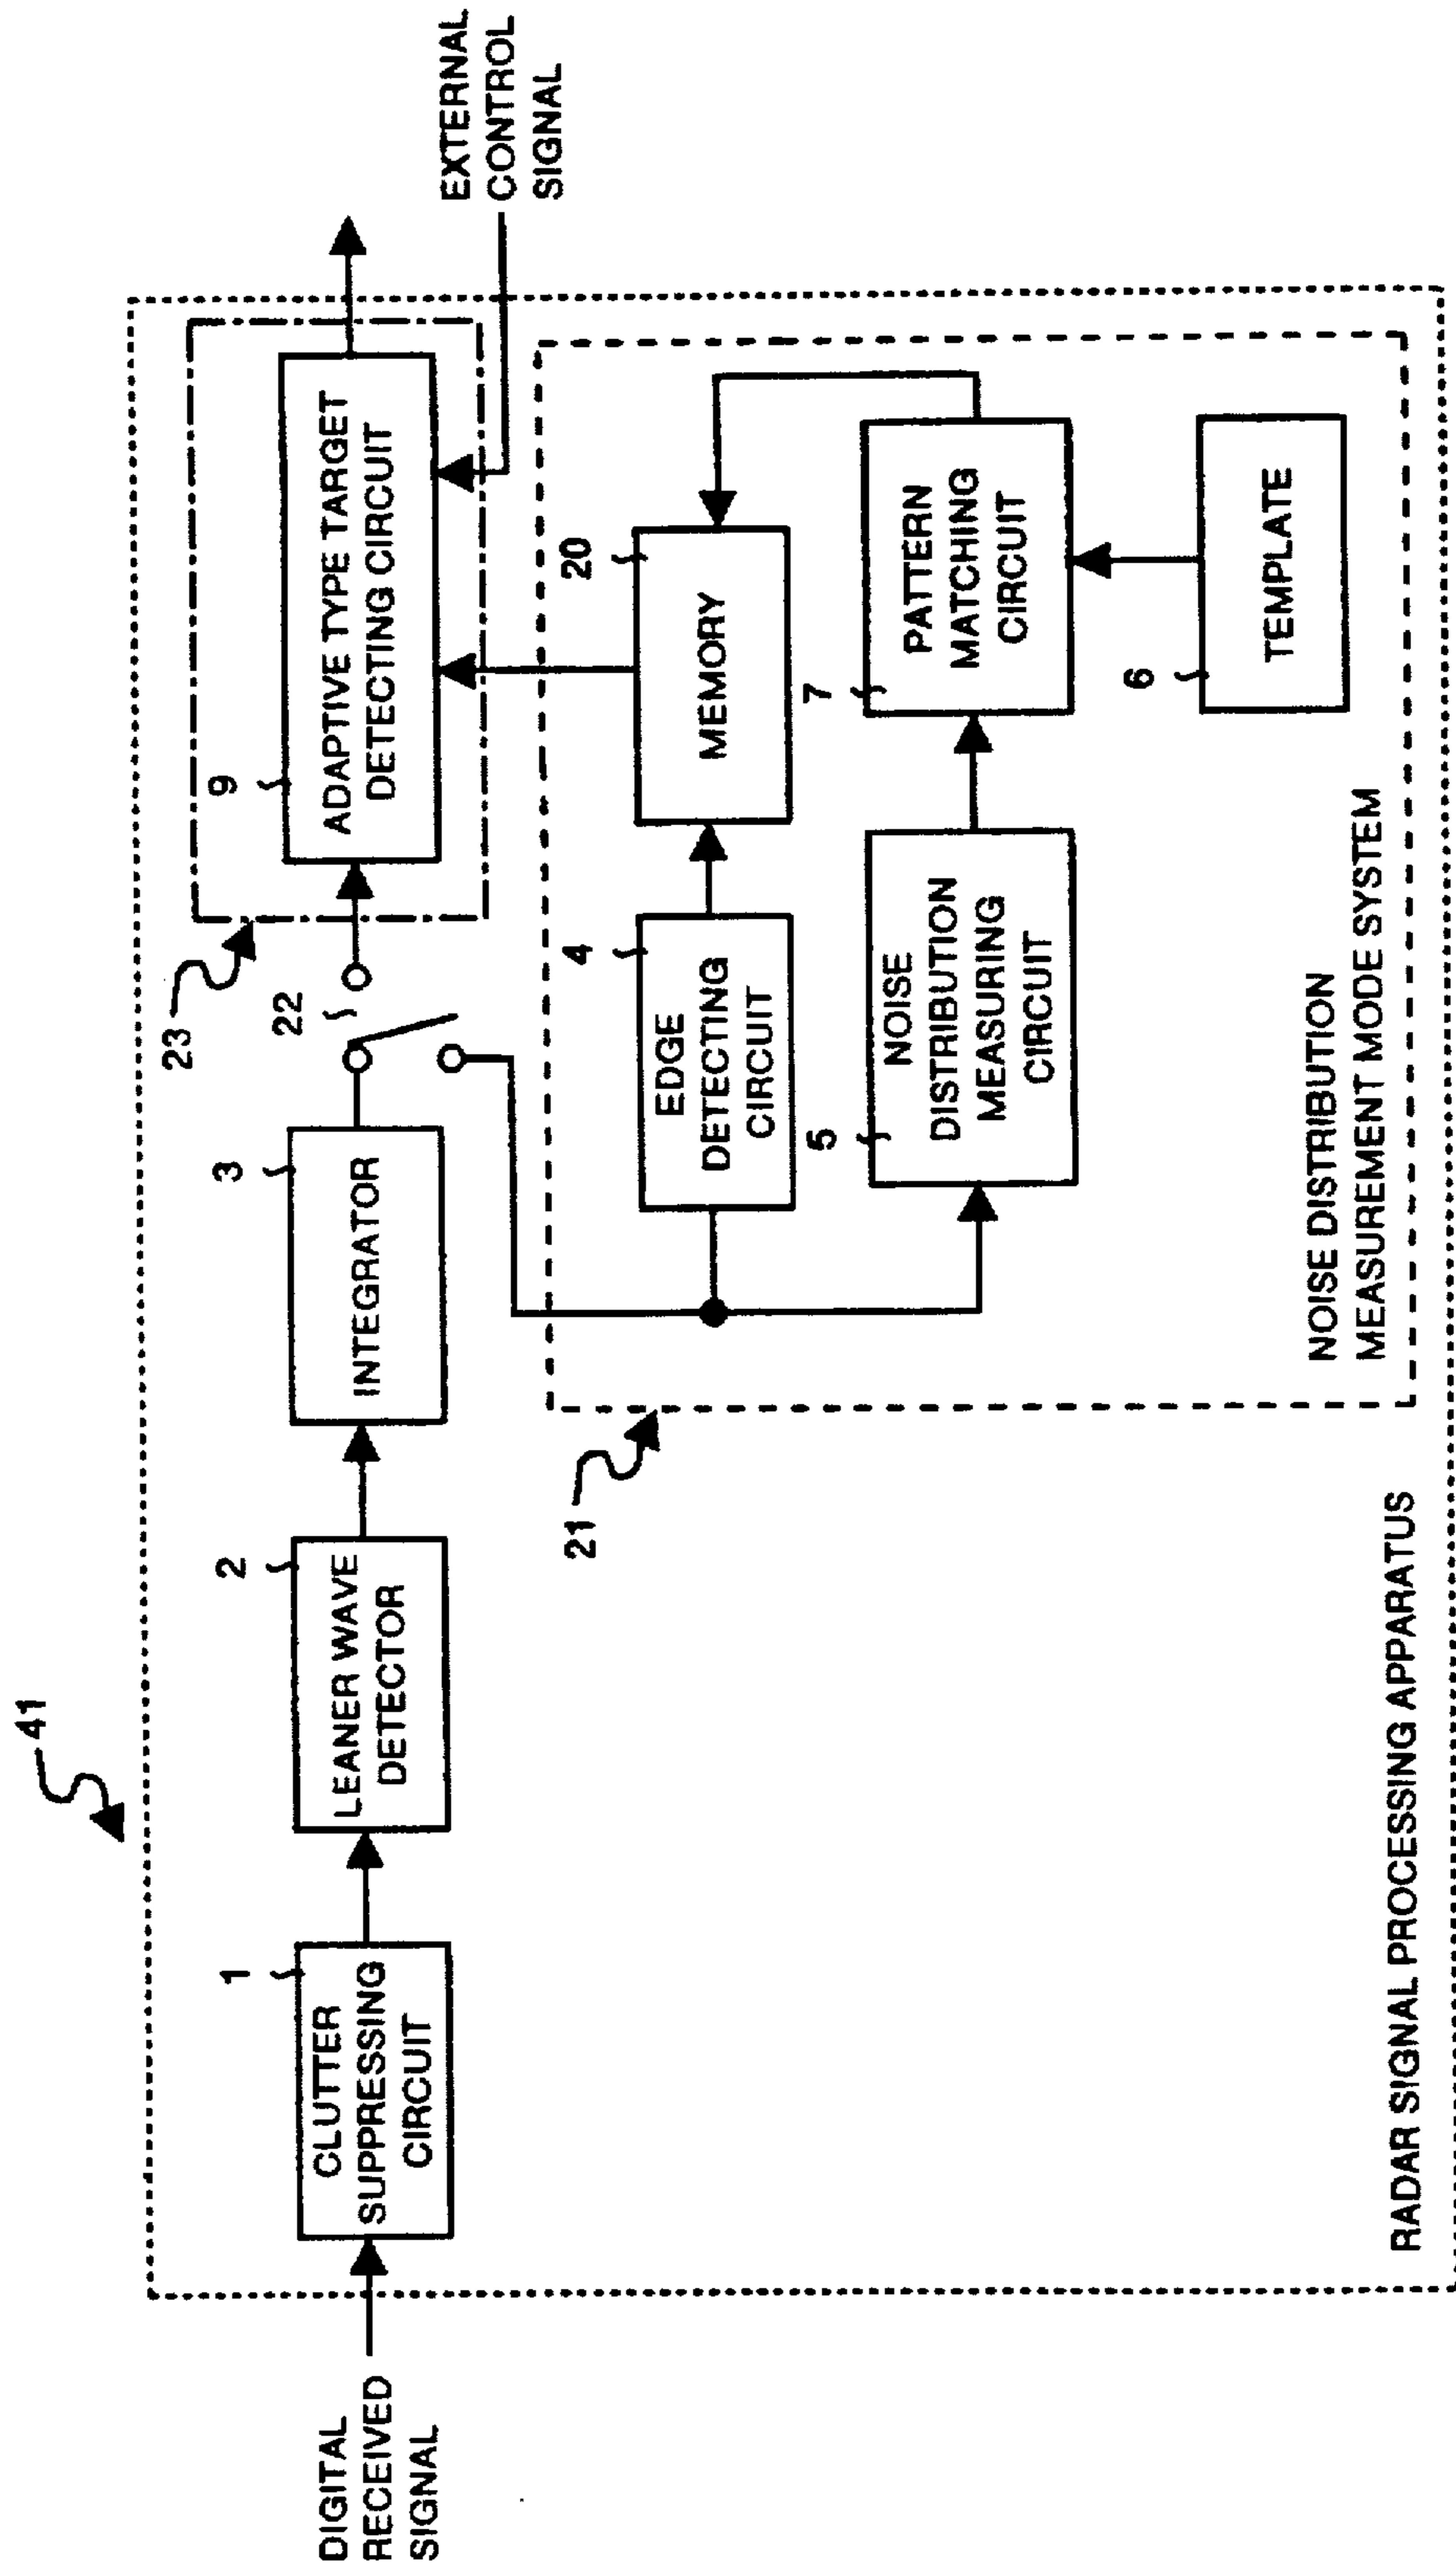 41
DIGITAL
RECEIVED
SIGNAL
1
CLUTTER
SUPPRESSING
CIRCUIT
2
LEANER WAVE
DETECTOR
3
INTEGRATOR
22
23
9
ADAPTIVE TYPE TARGET
DETECTING CIRCUIT
EXTERNAL
CONTROL
SIGNAL
21
4
EDGE
DETECTING
CIRCUIT
20
MEMORY
5
NOISE
DISTRIBUTION
MEASURING
CIRCUIT
7
PATTERN
MATCHING
CIRCUIT
6
TEMPLATE
NOISE DISTRIBUTION
MEASUREMENT MODE SYSTEM
RADAR SIGNAL PROCESSING APPARATUS